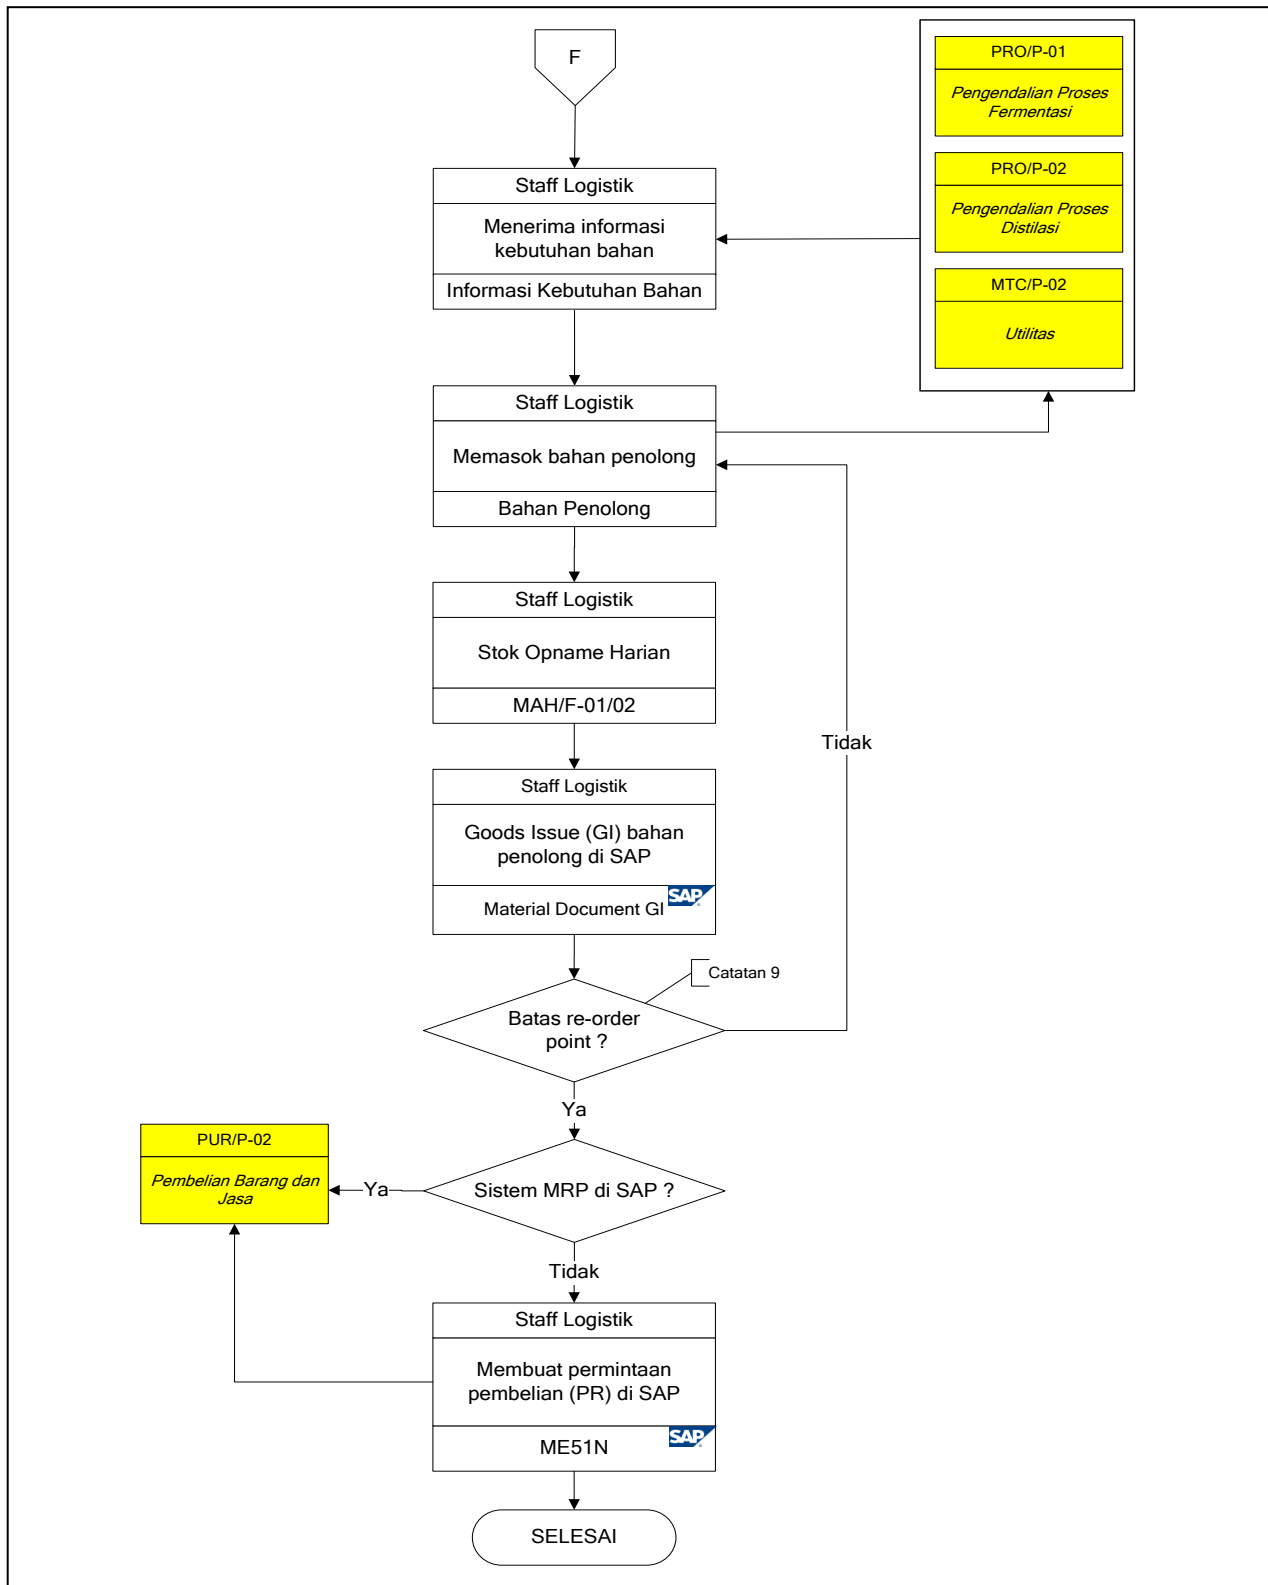 F
PRO/P-01
Pengendalian Proses
Fermentasi
PRO/P-02
Pengendalian Proses
Distilasi
MTC/P-02
Utilitas
Staff Logistik
Menerima informasi
kebutuhan bahan
Informasi Kebutuhan Bahan
Staff Logistik
Memasok bahan penolong
Bahan Penolong
Staff Logistik
Stok Opname Harian
MAH/F-01/02
Tidak
Staff Logistik
Goods Issue (GI) bahan
penolong di SAP
SAP
Material Document GI
Catatan 9
Batas re-order
point ?
Ya
PUR/P-02
Pembelian Barang dan
Jasa
Ya
Sistem MRP di SAP ?
Tidak
Staff Logistik
Membuat permintaan
pembelian (PR) di SAP
SAP
ME51N
SELESAI